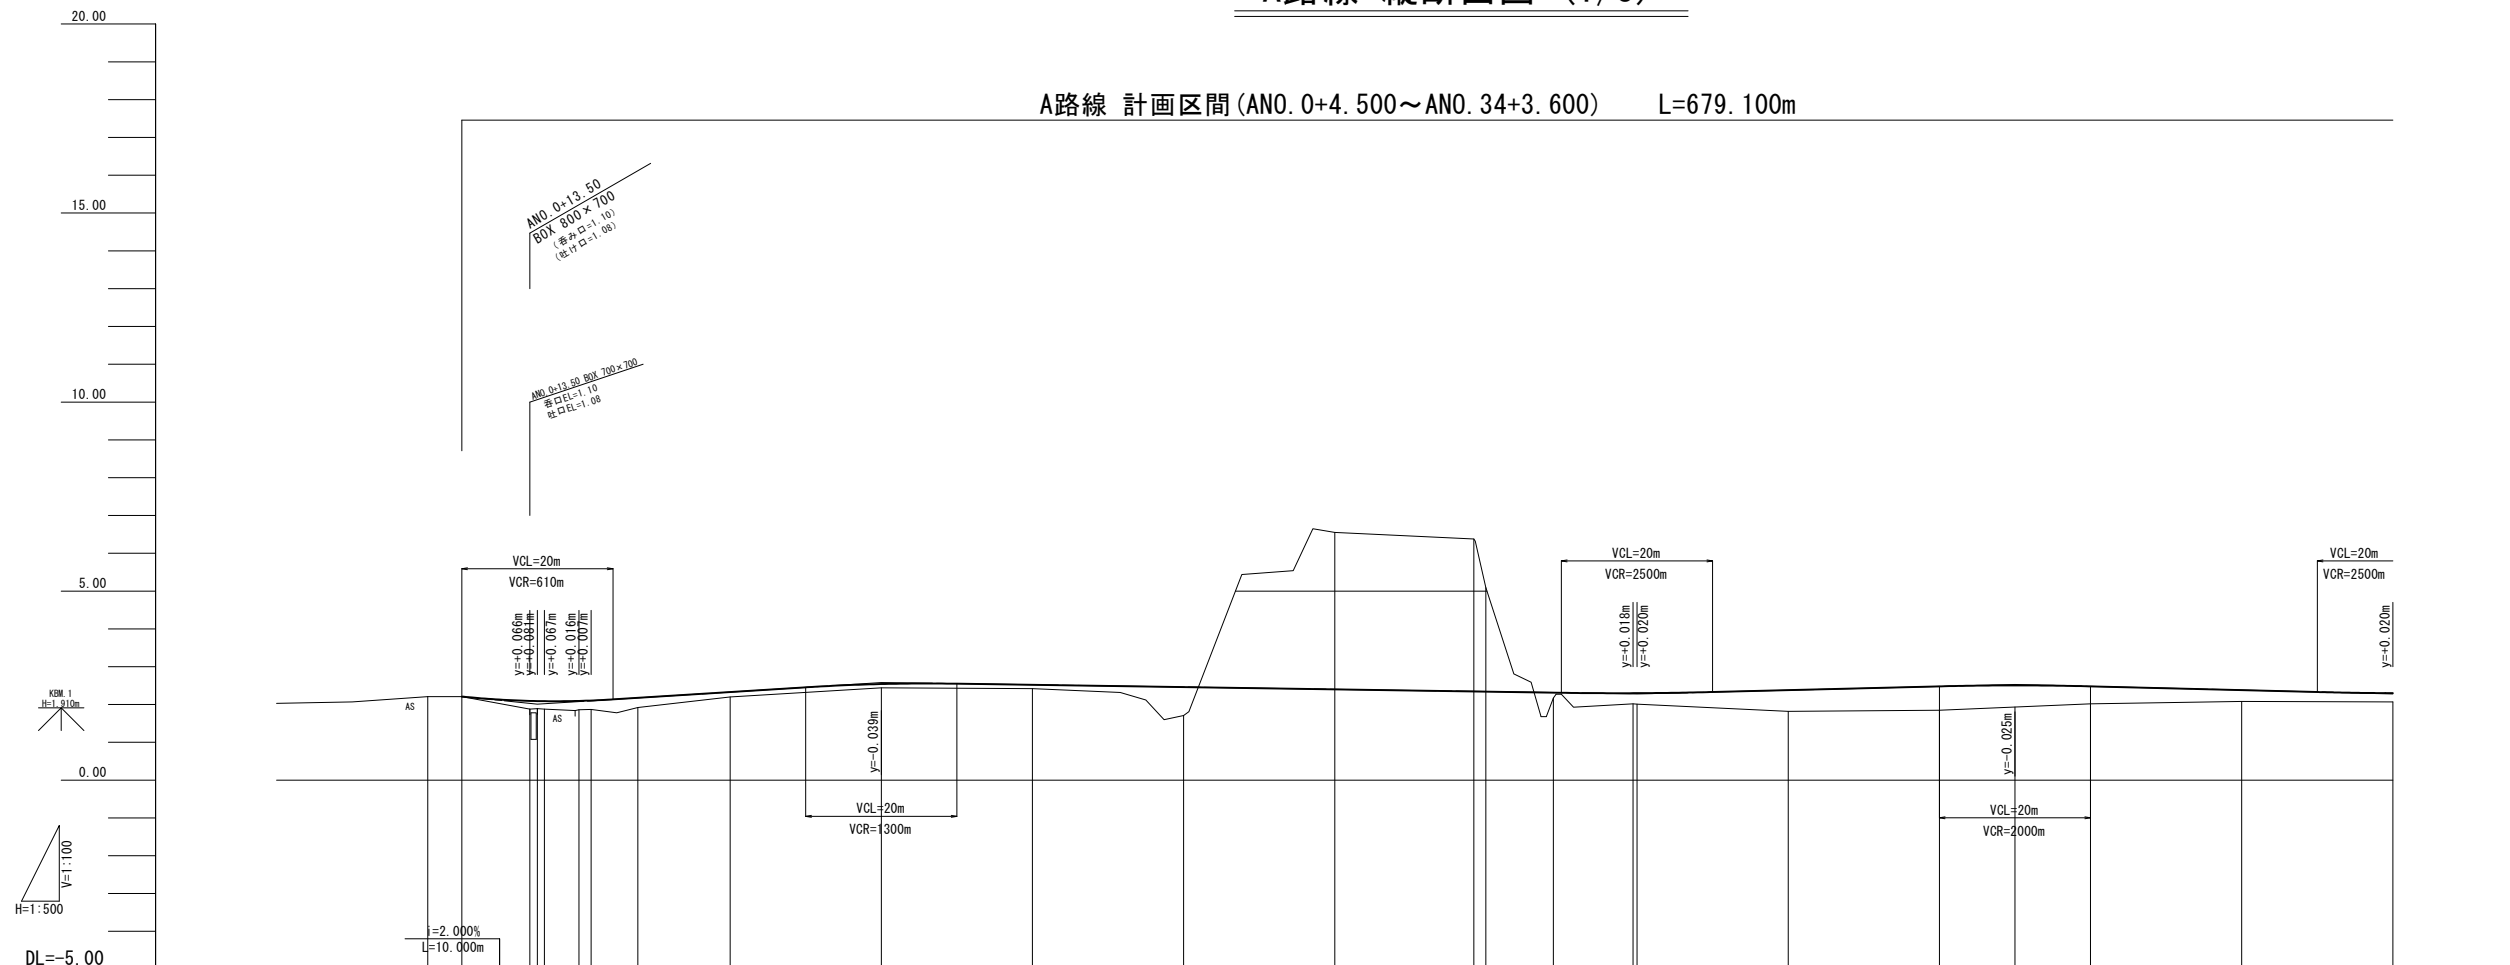 20.00
A路線 計画区間(ANO.0+4.500～ANO.34+3.600)　　L=679.100m
ANO.0+13.50
BOX 800×700
(呑み口=1.10)
(吐け口=1.08)
15.00
ANO.0+13.50 BOX 700×700
呑口EL=1.10
吐口EL=1.08
10.00
VCL=20m
VCR=610m
VCL=20m
VCR=2500m
VCL=20m
VCR=2500m
5.00
y=+0.066m
y=+0.081m
y=+0.067m
y=+0.016m
y=+0.007m
y=+0.018m
y=+0.020m
y=+0.020m
KBM.1
H=1.910m
AS
AS
y=-0.039m
y=-0.025m
0.00
VCL=20m
VCR=1300m
VCL=20m
VCR=2000m
V=1:100
H=1:500
i=2.000%
L=10.000m
DL=-5.00